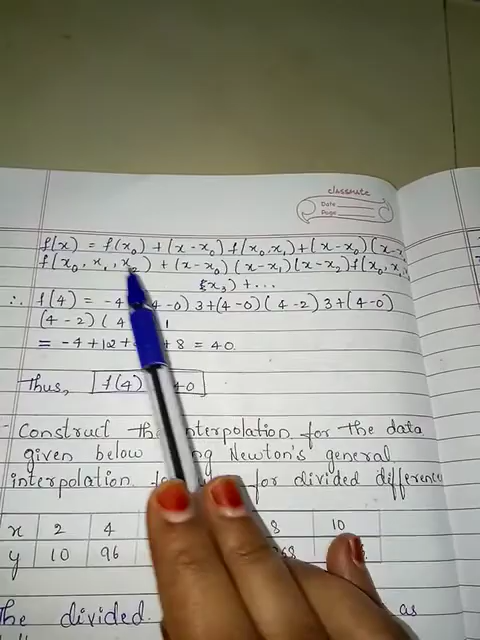 classmate
Date
Page
f(x) = f(x₀) + (x-x₀) f(x₀,x₁) + (x-x₀) (x-x
f(x₀, x₁, x₂) + (x-x₀) (x-x₁) (x-x₂) f(x₀, x₁,
x₃) + ...
∴ f(4) = -4 4-0) 3+(4-0) (4-2) 3+(4-0)
(4-2) (4
= -4+12+ +8 = 40.
Thus, f(4) 40
Construct the interpolation for the data
given below Newton's general
interpolation for divided difference
x 2 4 8 10
y 10 96 68
The divided as